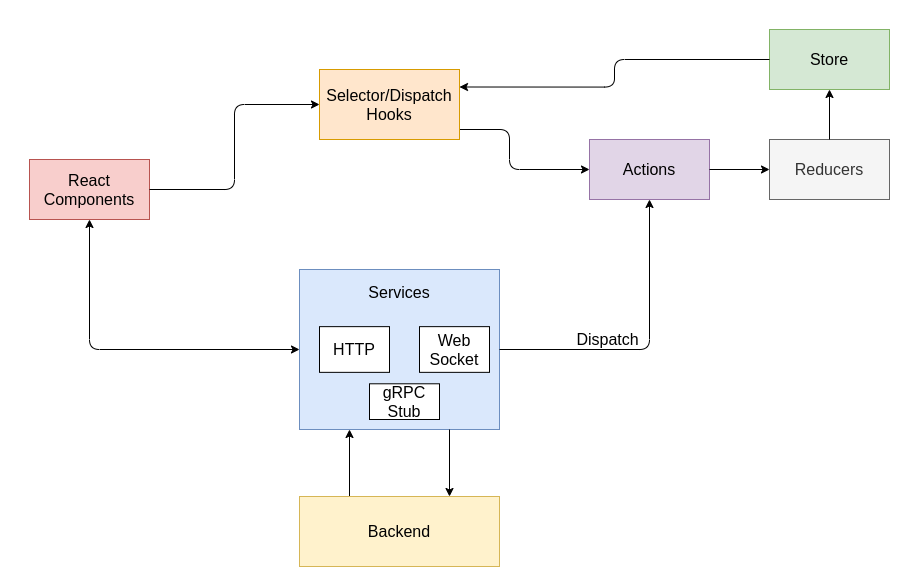 Store
Selector/Dispatch
Hooks
Actions
Reducers
React
Components
Services
HTTP
Web
Socket
Dispatch
gRPC
Stub
Backend